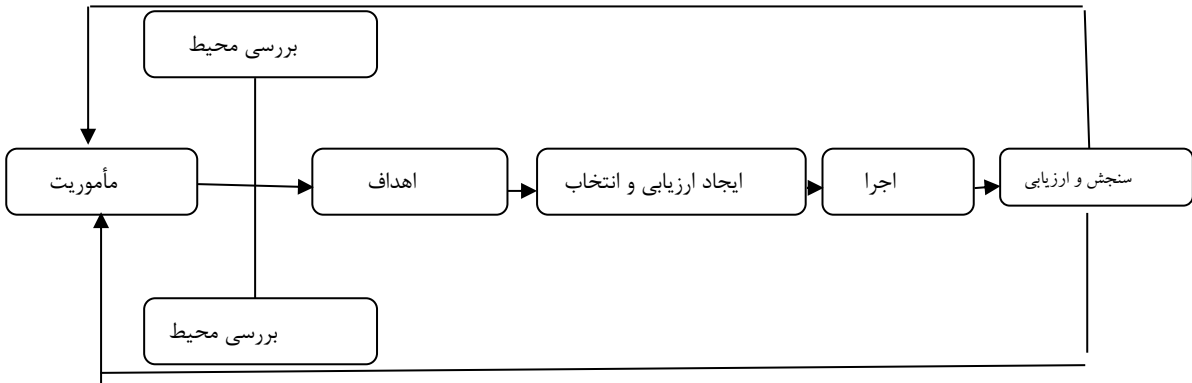 بررسی محیط
مأموریت
اهداف
ایجاد ارزیابی و انتخاب
اجرا
سنجش و ارزیابی
بررسی محیط